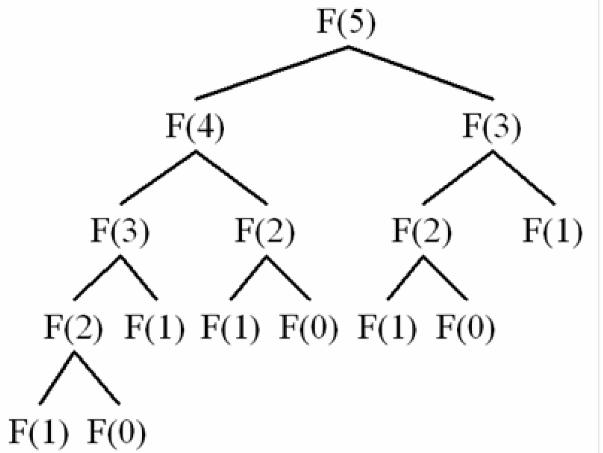 F(5)
F(4) F(3)
F(3) F(2) F(2) F(1)
F(2) F(1) F(1) F(0) F(1) F(0)
F(1) F(0)